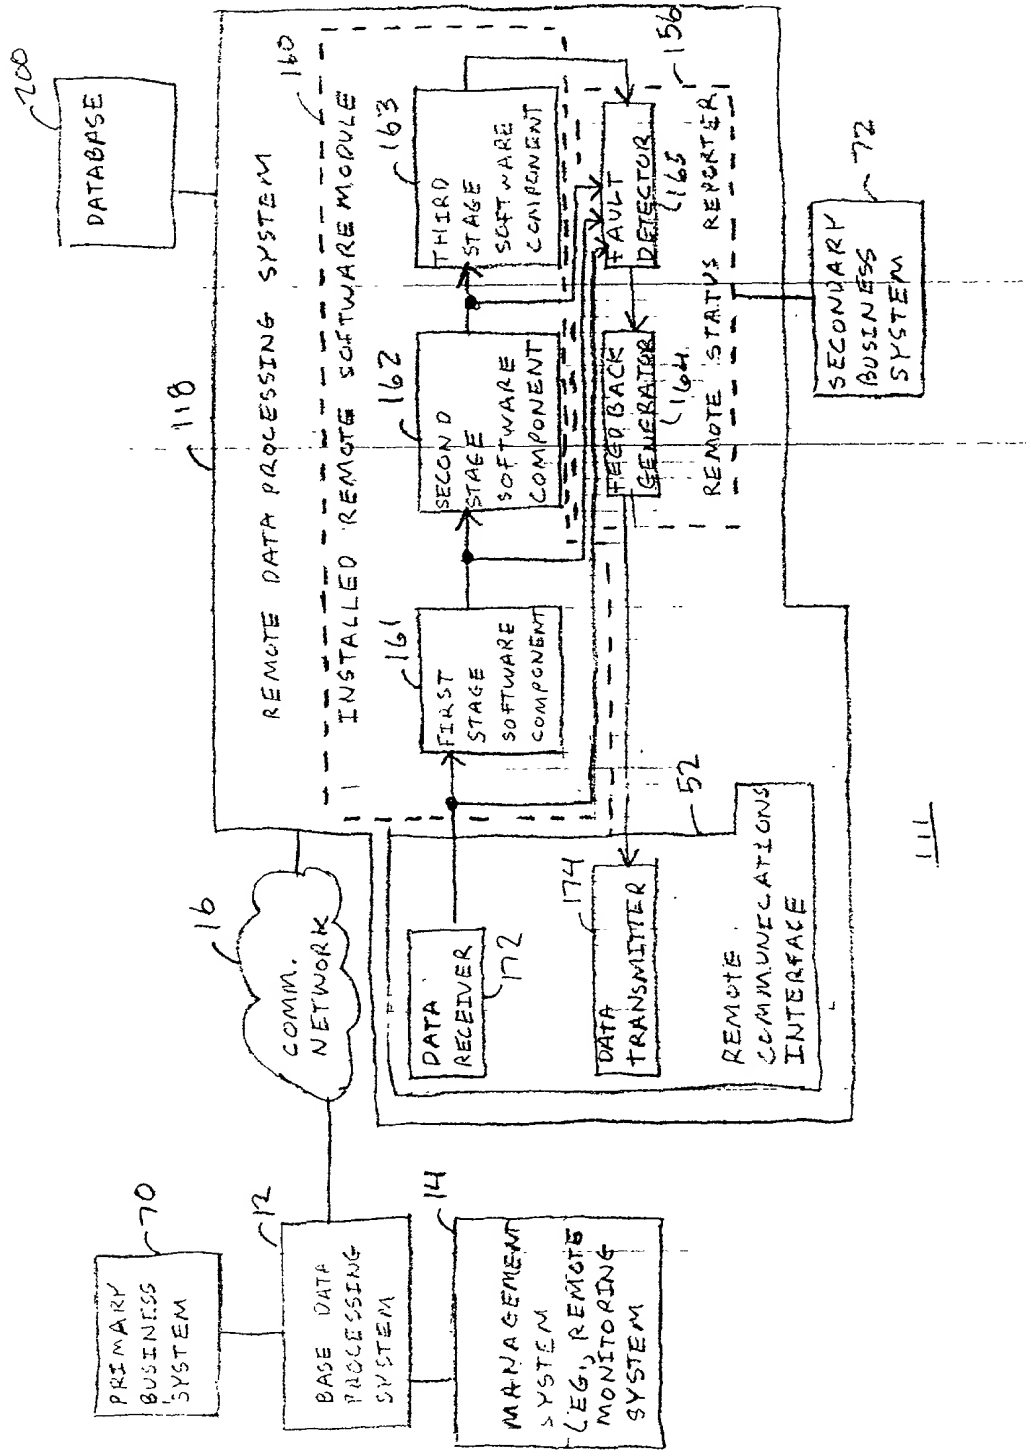 PRIMARY
BUSINESS
SYSTEM
70
BASE DATA
PROCESSING
SYSTEM
12
MANAGEMENT
SYSTEM
(EG., REMOTE
MONITORING
SYSTEM
14
COMM.
NETWORK
16
DATABASE
200
118
REMOTE DATA PROCESSING SYSTEM
160
INSTALLED REMOTE SOFTWARE MODULE
FIRST
STAGE
SOFTWARE
COMPONENT
161
SECOND
STAGE
SOFTWARE
COMPONENT
162
THIRD
STAGE
SOFTWARE
COMPONENT
163
DATA
RECEIVER
172
DATA
TRANSMITTER
174
REMOTE
COMMUNICATIONS
INTERFACE
52
FEEDBACK
GENERATOR
164
FAULT
DETECTOR
165
REMOTE STATUS REPORTER
156
SECONDARY
BUSINESS
SYSTEM
72
111